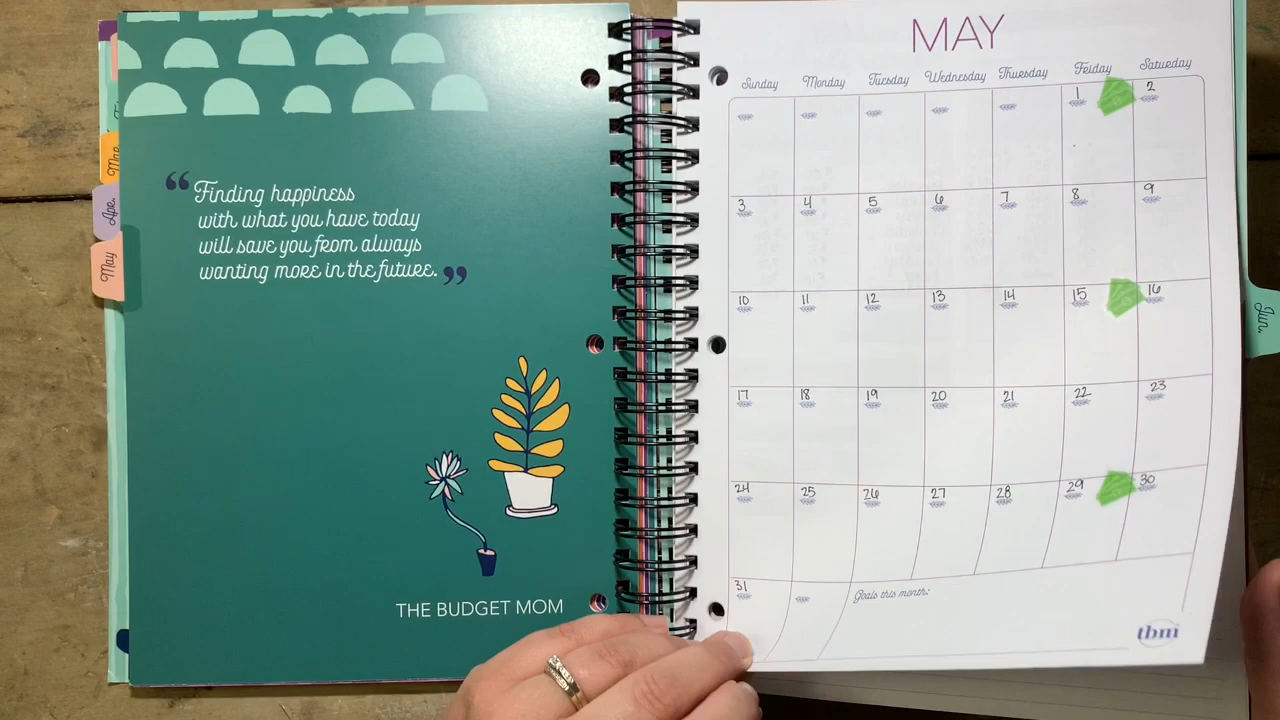 Mar.
Apr.
May
“Finding happiness
with what you have today
will save you from always
wanting more in the future.”
THE BUDGET MOM
MAY
Sunday Monday Tuesday Wednesday Thursday Friday Saturday
1 2
3 4 5 6 7 8 9
10 11 12 13 14 15 16
17 18 19 20 21 22 23
24 25 26 27 28 29 30
31
Goals this month:
tbm
Jun.